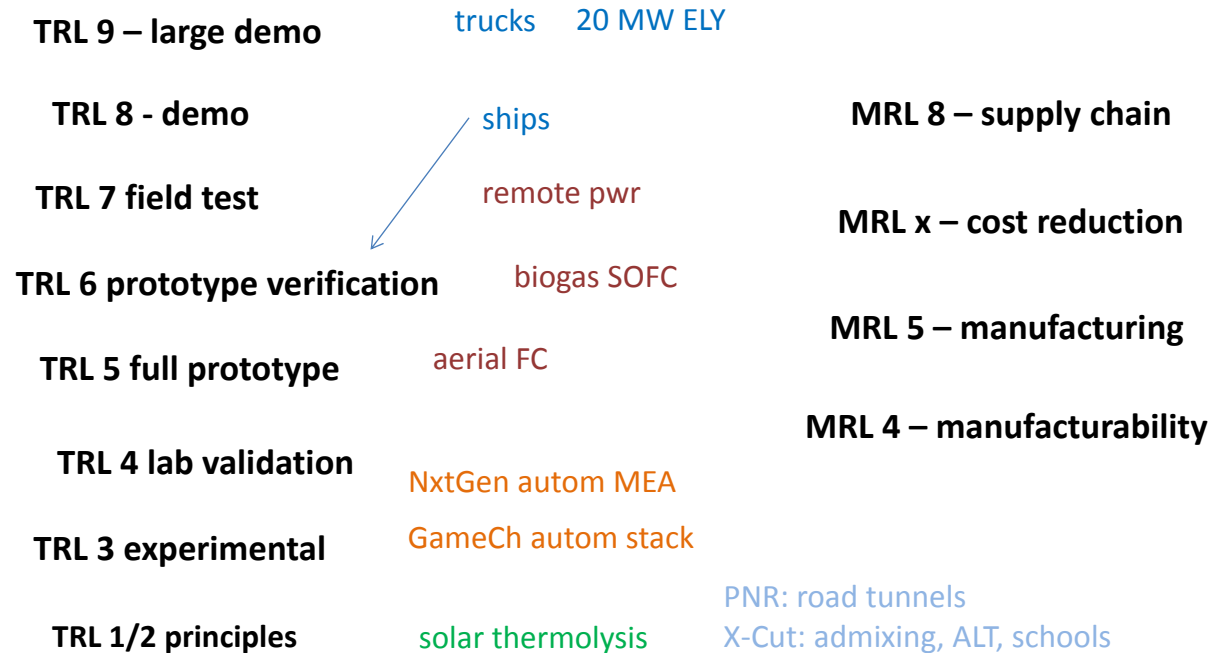 TRL 9 – large demo
trucks
20 MW ELY
TRL 8 - demo
ships
MRL 8 – supply chain
TRL 7 field test
remote pwr
MRL x – cost reduction
TRL 6 prototype verification
biogas SOFC
MRL 5 – manufacturing
TRL 5 full prototype
aerial FC
MRL 4 – manufacturability
TRL 4 lab validation
NxtGen autom MEA
TRL 3 experimental
GameCh autom stack
TRL 1/2 principles
solar thermolysis
PNR: road tunnels
X-Cut: admixing, ALT, schools